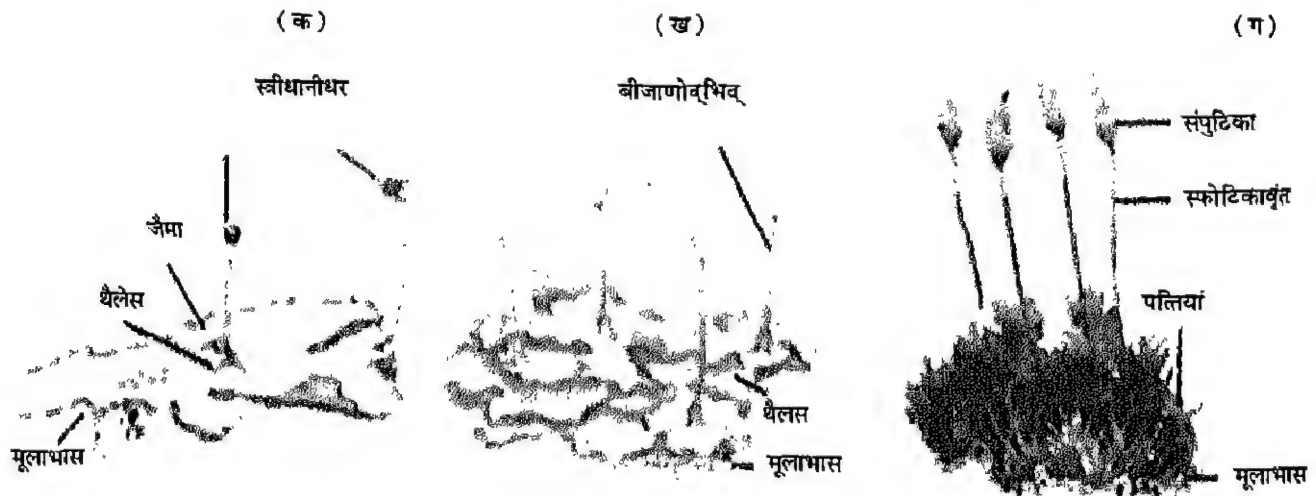 (क) (ख) (ग)
स्त्रीधानीधर
बीजाणोव्‌भिव्
संपुटिका
स्फोटिकावृंत
जैमा
थैलेस
पत्तियां
थैलस
मूलाभास
मूलाभास
मूलाभास